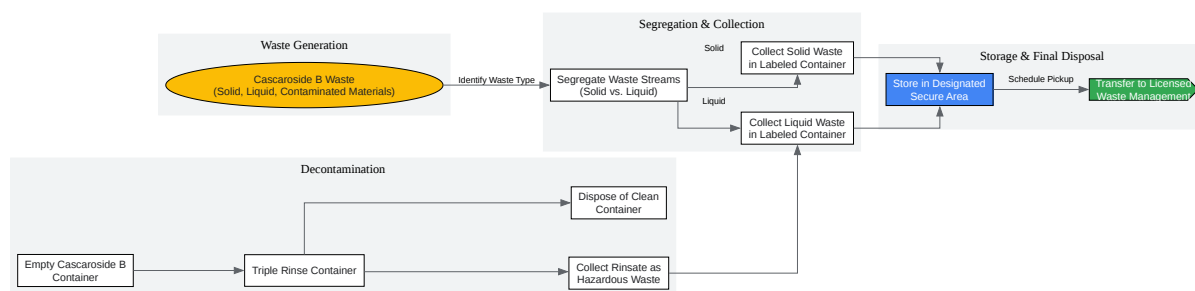 Segregation & Collection
Waste Generation
Solid
Collect Solid Waste
in Labeled Container
Storage & Final Disposal
Cascaroside B Waste
(Solid, Liquid, Contaminated Materials)
Identify Waste Type
Segregate Waste Streams
(Solid vs. Liquid)
Store in Designated
Secure Area
Schedule Pickup
Transfer to Licensed
Waste Management
Liquid
Collect Liquid Waste
in Labeled Container
Decontamination
Dispose of Clean
Container
Empty Cascaroside B
Container
Triple Rinse Container
Collect Rinsate as
Hazardous Waste